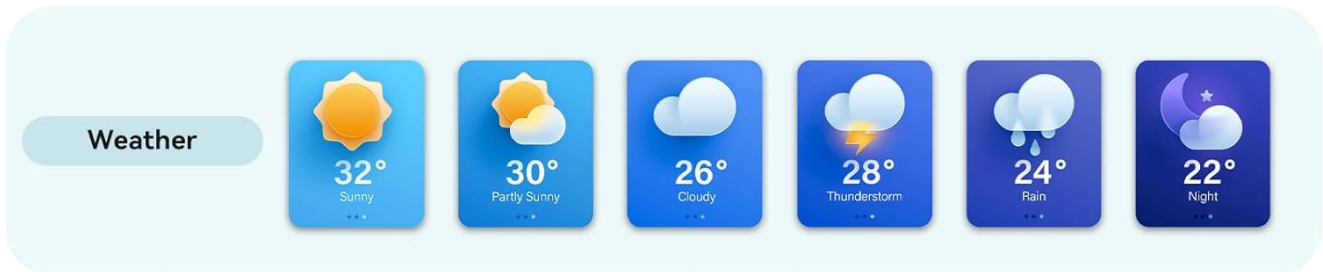 Weather
32°
Sunny
30°
Partly Sunny
26°
Cloudy
28°
Thunderstorm
24°
Rain
22°
Night